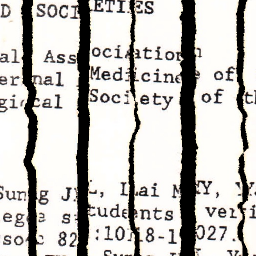 D SOCIETIES
al Association
ernal Medicine of
gical Society of th
Sung JJ, Lai MY, W
ege students veri
soc 82:1018-1027.